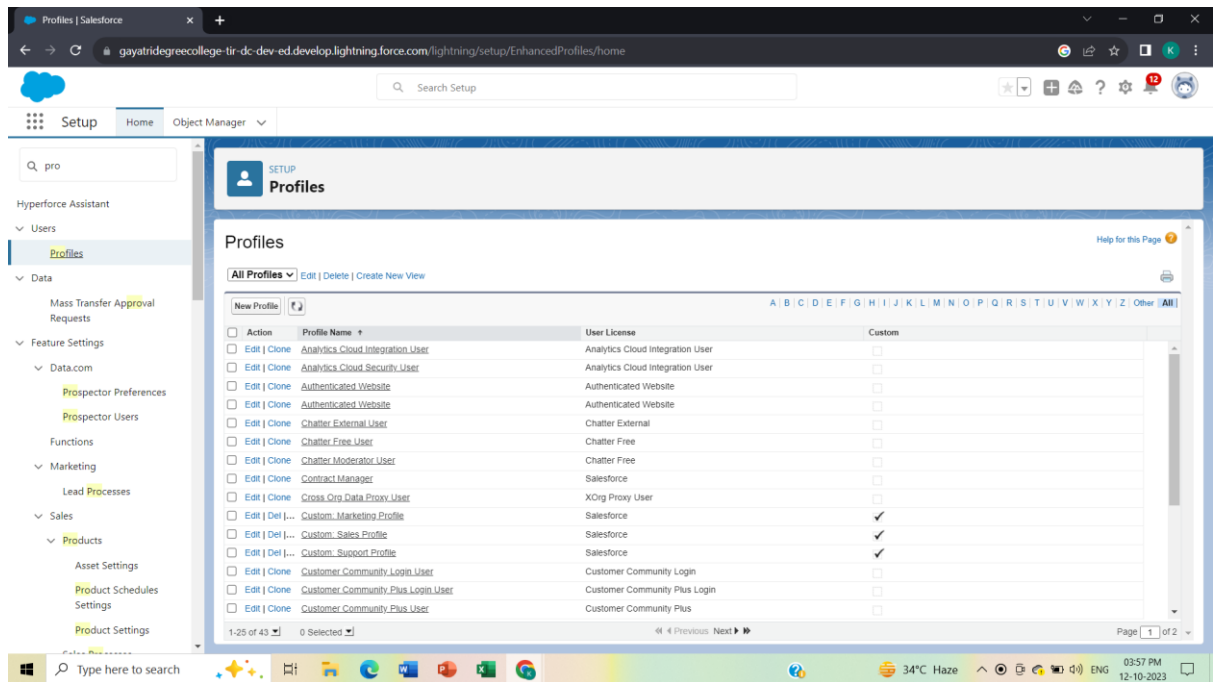 Profiles | Salesforce
gayatridegreecollege-tir-dc-dev-ed.develop.lightning.force.com/lightning/setup/EnhancedProfiles/home
K
Search Setup
12
Setup Home Object Manager
pro
Hyperforce Assistant
Users
Profiles
Data
Mass Transfer Approval
Requests
Feature Settings
Data.com
Prospector Preferences
Prospector Users
Functions
Marketing
Lead Processes
Sales
Products
Asset Settings
Product Schedules
Settings
Product Settings
SETUP
Profiles
Profiles
Help for this Page
All Profiles Edit | Delete | Create New View
New Profile
A | B | C | D | E | F | G | H | I | J | K | L | M | N | O | P | Q | R | S | T | U | V | W | X | Y | Z | Other | All |
Action Profile Name User License Custom
Edit | Clone Analytics Cloud Integration User Analytics Cloud Integration User
Edit | Clone Analytics Cloud Security User Analytics Cloud Integration User
Edit | Clone Authenticated Website Authenticated Website
Edit | Clone Authenticated Website Authenticated Website
Edit | Clone Chatter External User Chatter External
Edit | Clone Chatter Free User Chatter Free
Edit | Clone Chatter Moderator User Chatter Free
Edit | Clone Contract Manager Salesforce
Edit | Clone Cross Org Data Proxy User XOrg Proxy User
Edit | Del |... Custom: Marketing Profile Salesforce
Edit | Del |... Custom: Sales Profile Salesforce
Edit | Del |... Custom: Support Profile Salesforce
Edit | Clone Customer Community Login User Customer Community Login
Edit | Clone Customer Community Plus Login User Customer Community Plus Login
Edit | Clone Customer Community Plus User Customer Community Plus
1-25 of 43 0 Selected Previous Next Page 1 of 2
Type here to search
34°C Haze ENG 03:57 PM
12-10-2023